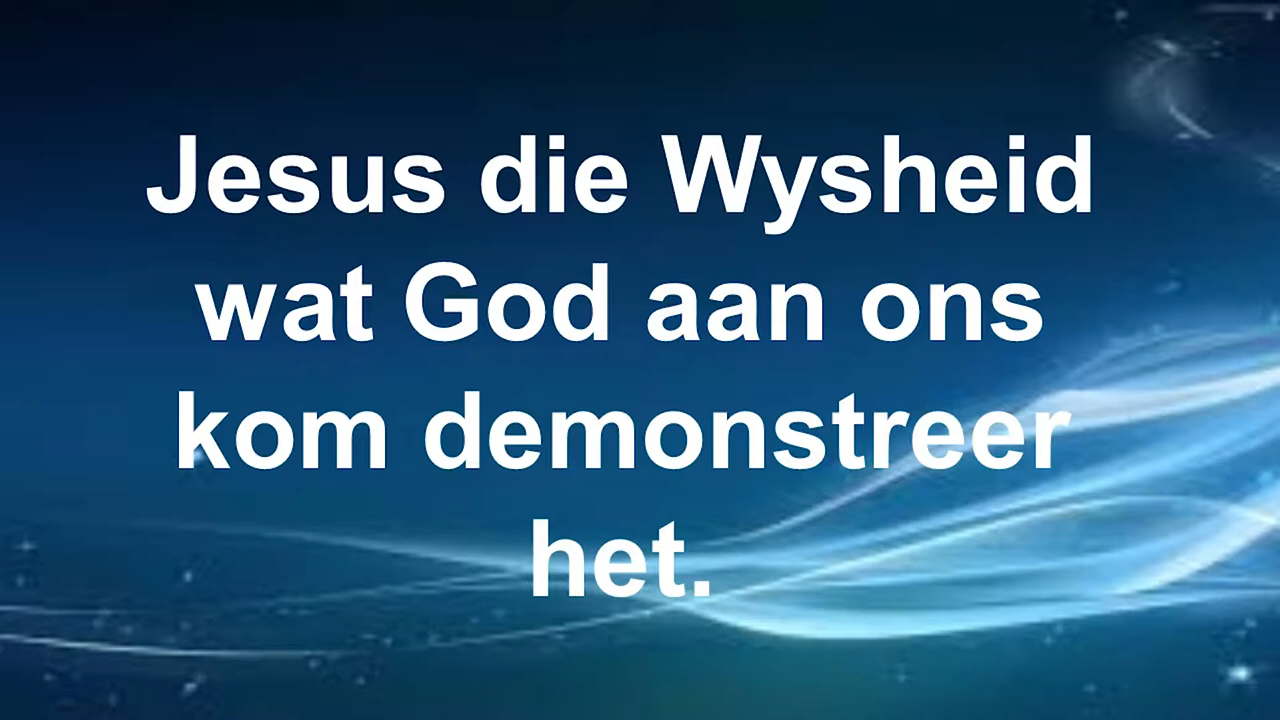 Jesus die Wysheid
wat God aan ons
kom demonstreer
het.